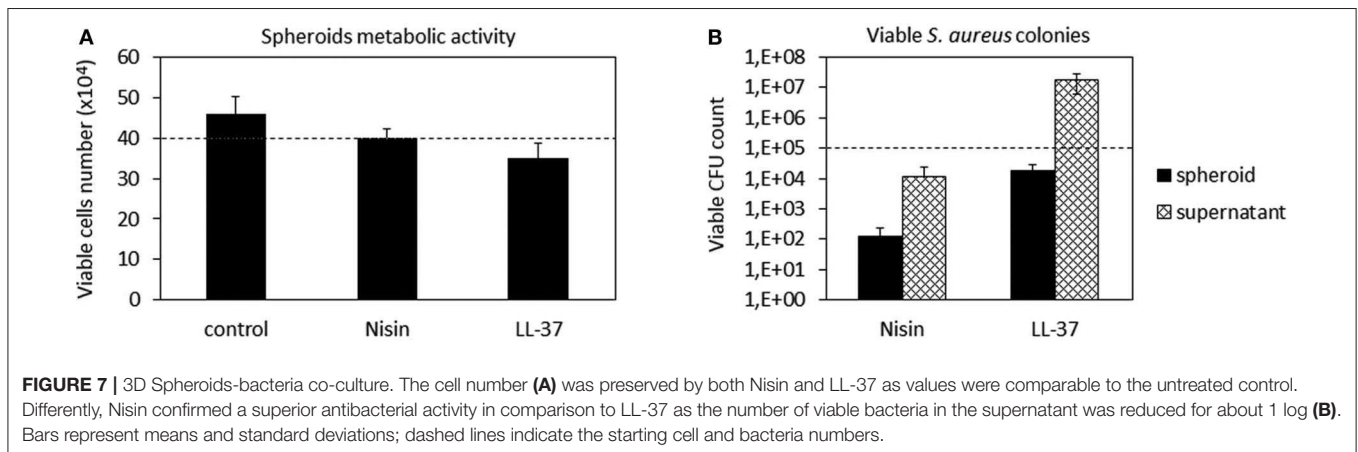 A
Spheroids metabolic activity
Viable cells number (x10⁴)
60
50
40
30
20
10
0
control Nisin LL-37
B
Viable S. aureus colonies
Viable CFU count
1,E+08
1,E+07
1,E+06
1,E+05
1,E+04
1,E+03
1,E+02
1,E+01
1,E+00
Nisin LL-37
spheroid
supernatant
FIGURE 7 | 3D Spheroids-bacteria co-culture. The cell number (A) was preserved by both Nisin and LL-37 as values were comparable to the untreated control.
Differently, Nisin confirmed a superior antibacterial activity in comparison to LL-37 as the number of viable bacteria in the supernatant was reduced for about 1 log (B).
Bars represent means and standard deviations; dashed lines indicate the starting cell and bacteria numbers.